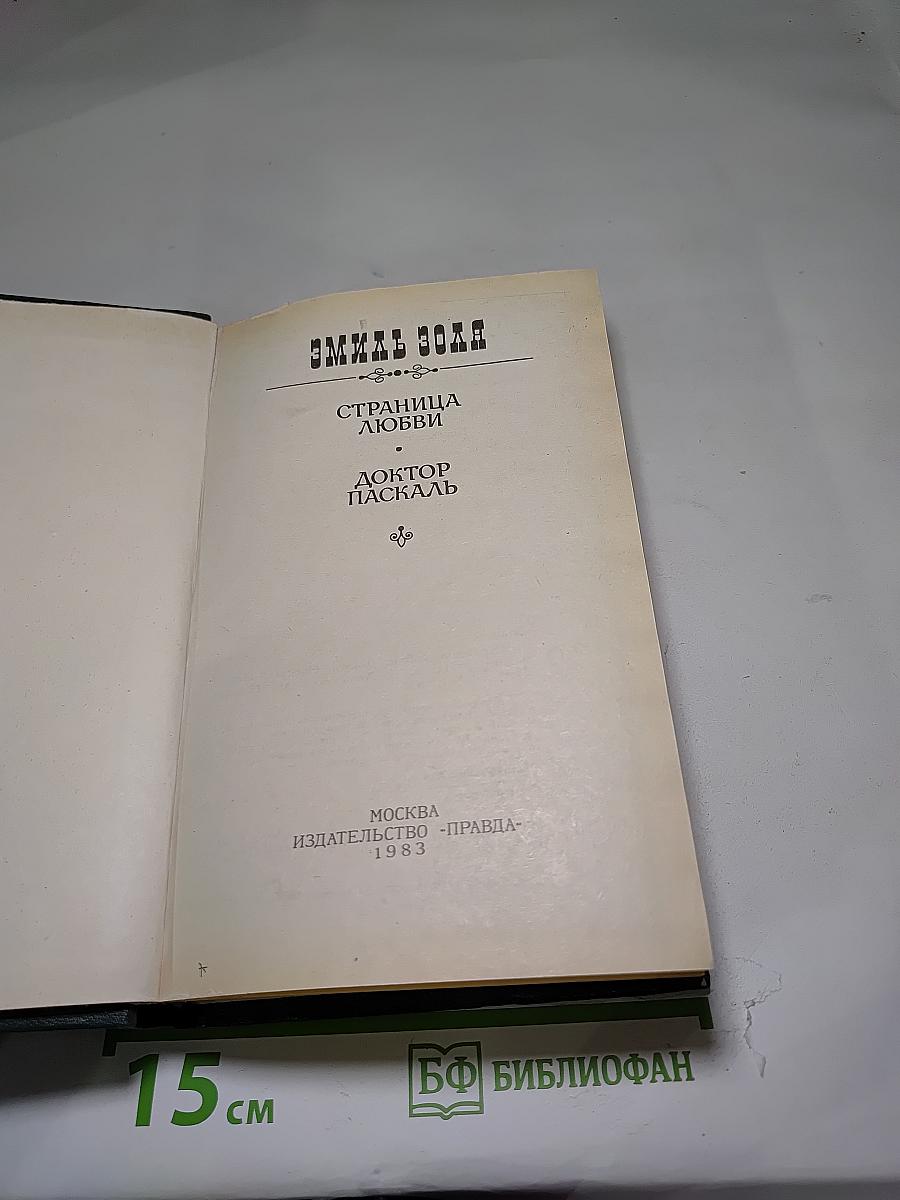 ЭМИЛЬ ЗОЛЯ
СТРАНИЦА
ЛЮБВИ
•
ДОКТОР
ПАСКАЛЬ
МОСКВА
ИЗДАТЕЛЬСТВО «ПРАВДА»
1983
15 см
БФ БИБЛИОФАН